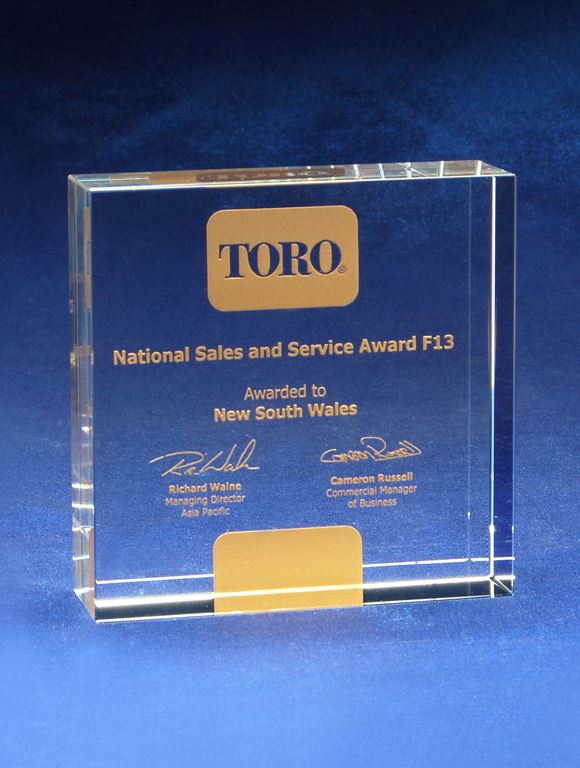 TORO®
National Sales and Service Award F13
Awarded to
New South Wales
Richard Walne
Managing Director
Asia Pacific
Cameron Russell
Commercial Manager
of Business